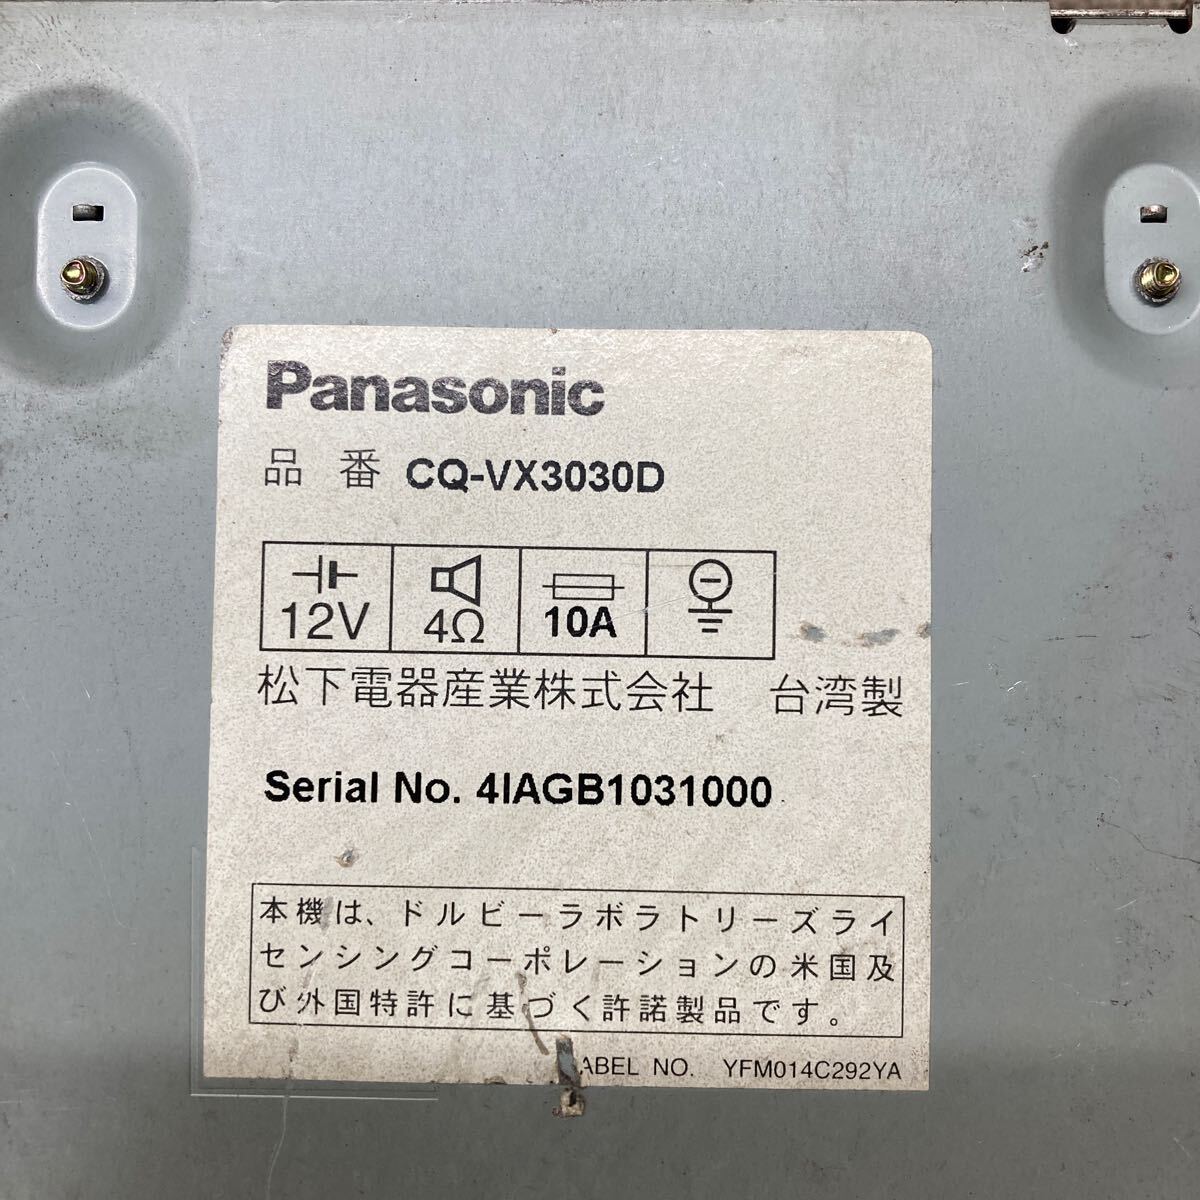 Panasonic
品 番 CQ-VX3030D
12V 4Ω 10A
松下電器産業株式会社 台湾製
Serial No. 4IAGB1031000
本機は、ドルビーラボラトリーズライ
センシングコーポレーションの米国及
び外国特許に基づく許諾製品です。
ABEL NO. YFM014C292YA